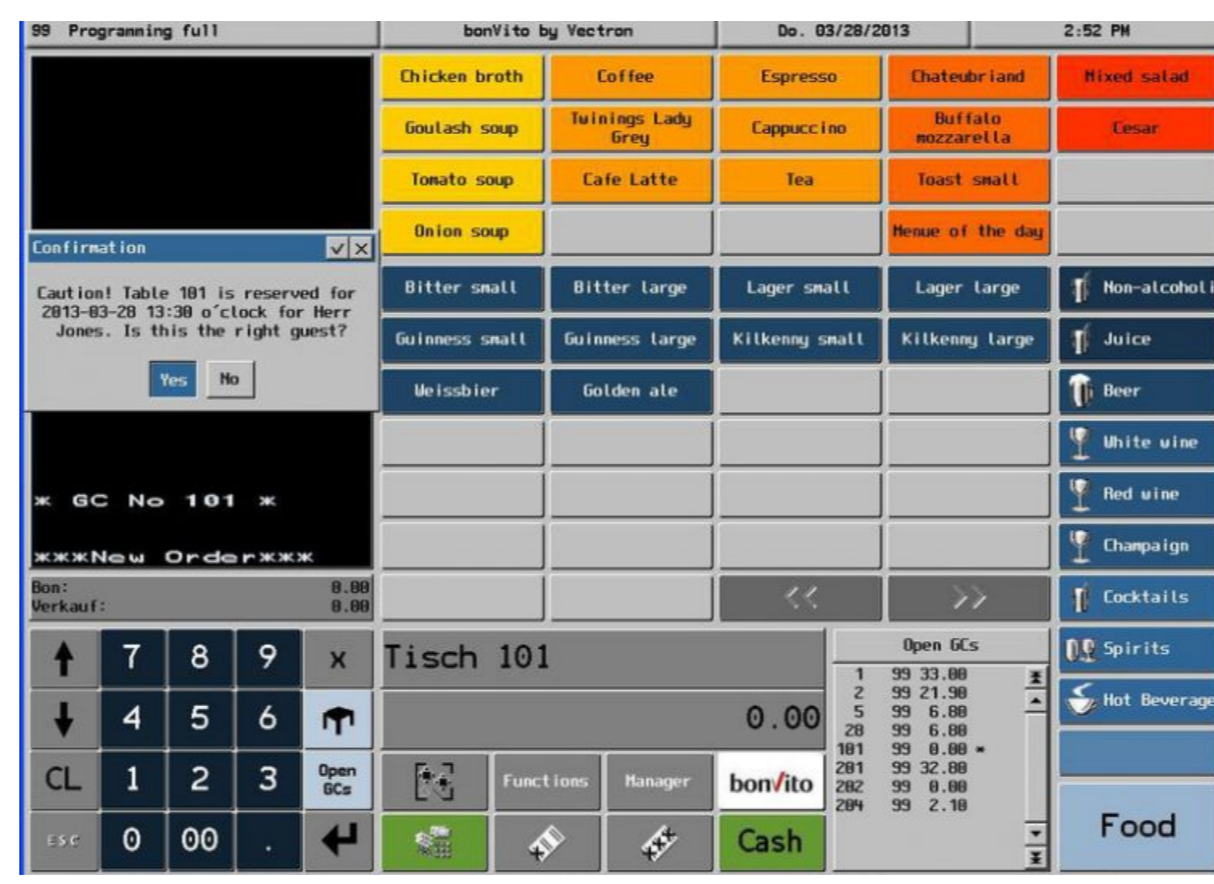 99 Programming full
bonVito by Vectron
Do. 03/28/2013
2:52 PM
Chicken broth
Coffee
Espresso
Chateubriand
Mixed salad
Goulash soup
Twinings Lady
Grey
Cappuccino
Buffalo
mozzarella
Cesar
Tomato soup
Cafe Latte
Tea
Toast small
Onion soup
Menue of the day
Confirmation
Caution! Table 101 is reserved for
2013-03-28 13:30 o´clock for Herr
Jones. Is this the right guest?
Yes No
Bitter small
Bitter large
Lager small
Lager large
Non-alcoholi
Guinness small
Guinness large
Kilkenny small
Kilkenny large
Juice
Weissbier
Golden ale
Beer
White wine
Red wine
Champaign
Cocktails
Spirits
Hot Beverage
* GC No 101 *
***New Order***
Bon: 0.00
Verkauf: 0.00
<< >>
7 8 9 X
4 5 6
CL 1 2 3 Open
GCs
ESC 0 00 .
Tisch 101
0.00
Open GCs
1 99 33.00
2 99 21.90
5 99 6.80
20 99 6.80
101 99 0.00 *
201 99 32.80
202 99 0.00
204 99 2.10
Functions
Manager
bonVito
Cash
Food